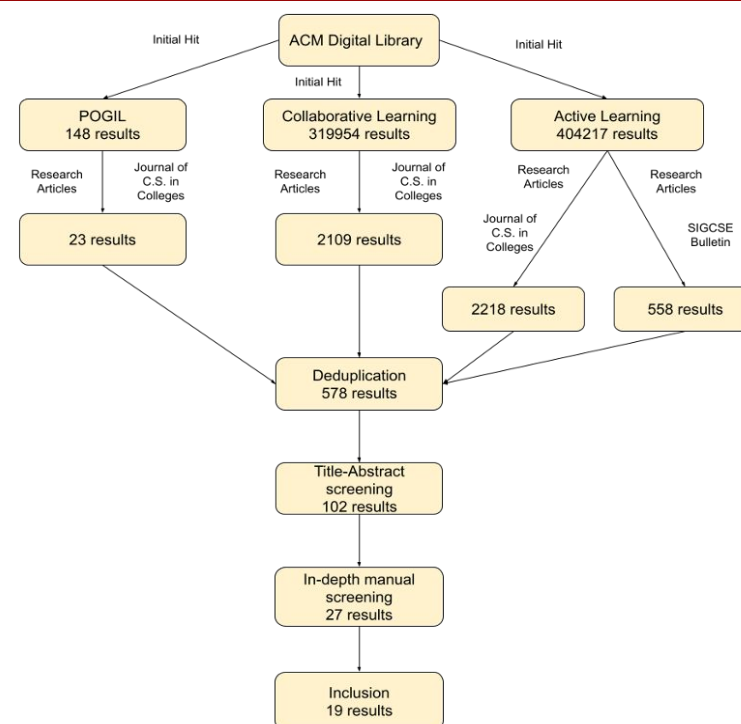 ACM Digital Library
Initial Hit
Initial Hit
Initial Hit
POGIL
148 results
Collaborative Learning
319954 results
Active Learning
404217 results
Research
Articles
Journal of
C.S. in
Colleges
Research
Articles
Journal of
C.S. in
Colleges
Research
Articles
Research
Articles
Journal of
C.S. in
Colleges
SIGCSE
Bulletin
23 results
2109 results
2218 results
558 results
Deduplication
578 results
Title-Abstract
screening
102 results
In-depth manual
screening
27 results
Inclusion
19 results